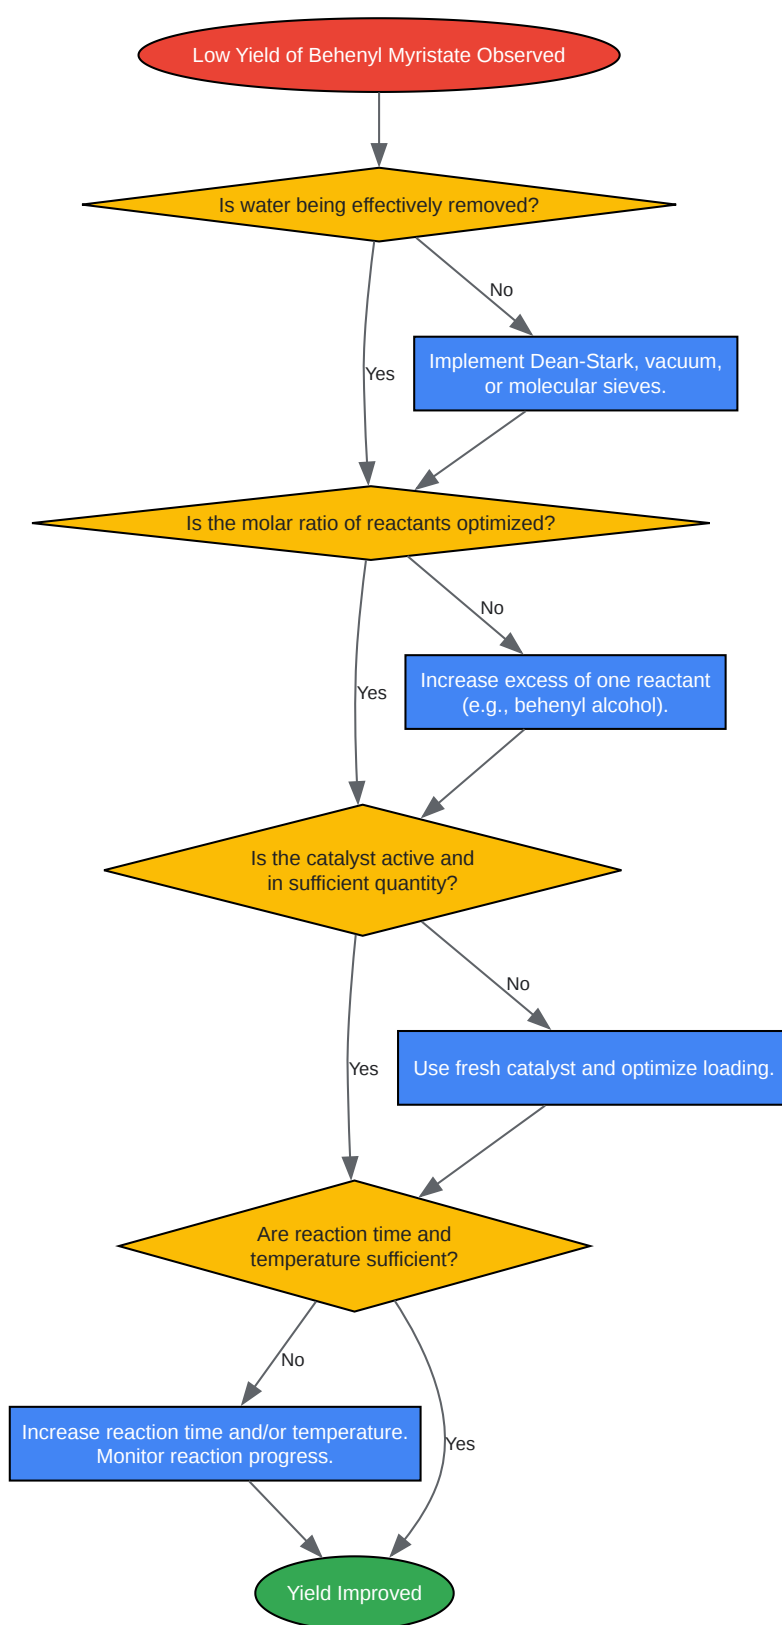 Low Yield of Behenyl Myristate Observed
Is water being effectively removed?
No
Implement Dean-Stark, vacuum,
or molecular sieves.
Yes
Is the molar ratio of reactants optimized?
No
Increase excess of one reactant
(e.g., behenyl alcohol).
Yes
Is the catalyst active and
in sufficient quantity?
No
Use fresh catalyst and optimize loading.
Yes
Are reaction time and
temperature sufficient?
No
Increase reaction time and/or temperature.
Monitor reaction progress.
Yes
Yield Improved